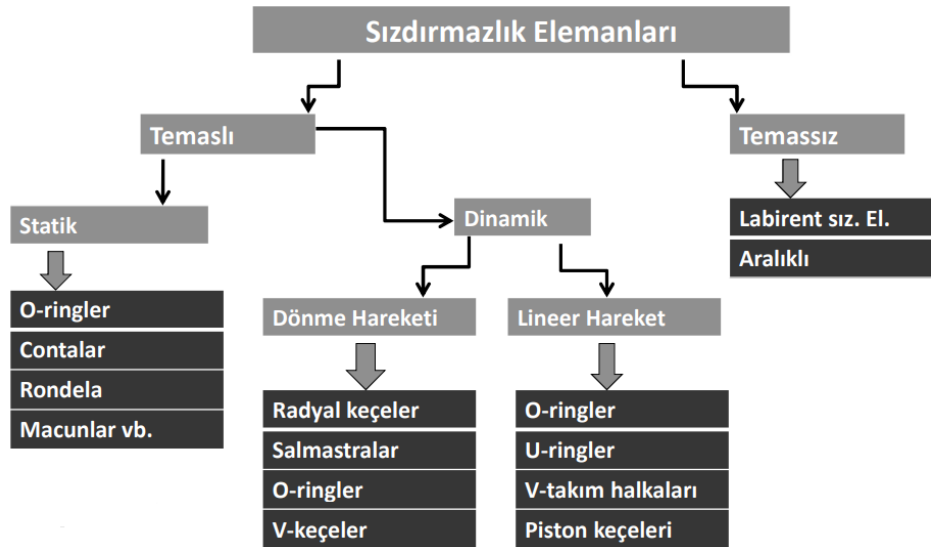 Sızdırmazlık Elemanları
Temaslı
Temassız
Statik
Dinamik
Labirent sız. El.
Aralıklı
O-ringler
Contalar
Rondela
Macunlar vb.
Dönme Hareketi
Lineer Hareket
Radyal keçeler
Salmastralar
O-ringler
V-keçeler
O-ringler
U-ringler
V-takım halkaları
Piston keçeleri